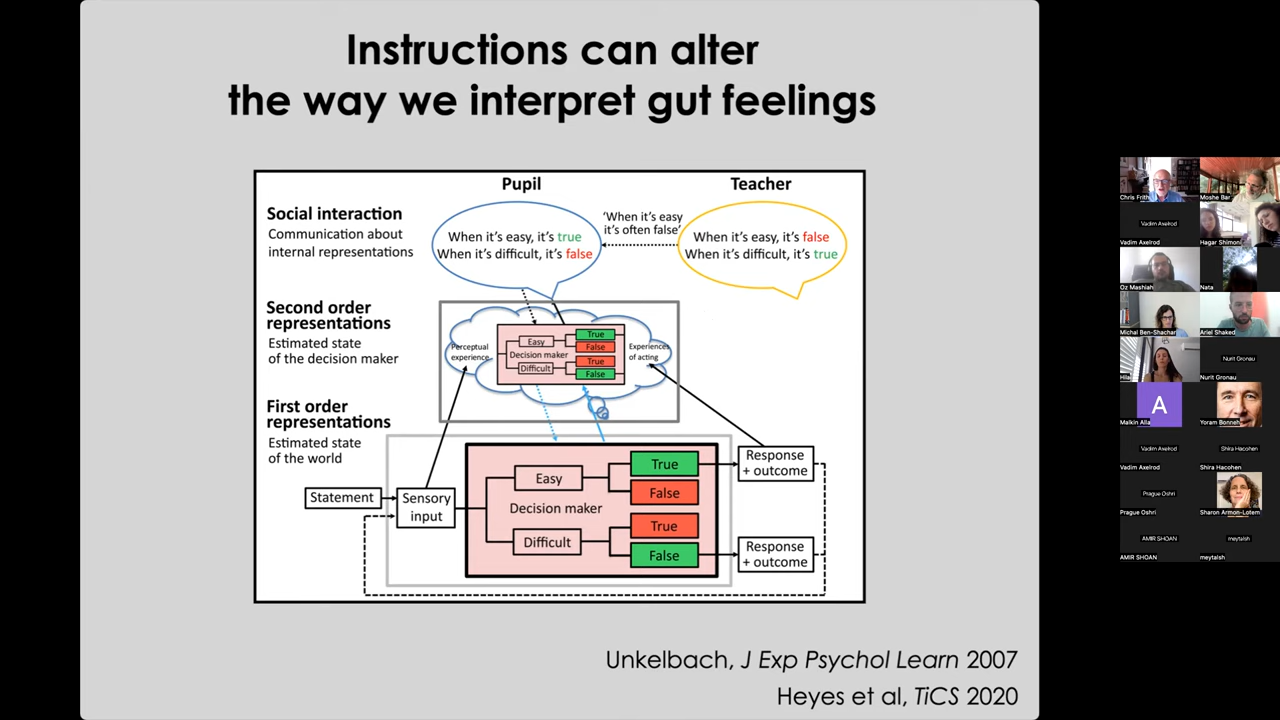 Instructions can alter
the way we interpret gut feelings
Pupil
Teacher
Social interaction
Communication about
internal representations
When it's easy, it's true
When it's difficult, it's false
'When it's easy
it's often false'
When it's easy, it's false
When it's difficult, it's true
Second order
representations
Estimated state
of the decision maker
Perceptual
experience
Easy
Decision maker
Difficult
True
False
True
False
Experiences
of acting
First order
representations
Estimated state
of the world
Statement
Sensory
input
Easy
Decision maker
Difficult
True
False
True
False
Response
+ outcome
Response
+ outcome
Unkelbach, J Exp Psychol Learn 2007
Heyes et al, TiCS 2020
Chris Frith
Moshe Bar
Vadim Axelrod
Vadim Axelrod
Hagar Shimoni
Oz Mashiah
Nata
Michal Ben-Shachar
Ariel Shaked
Hila
Nurit Gronau
Nurit Gronau
A
Malkin Alla
Yoram Bonneh
Vadim Axelrod
Vadim Axelrod
Shira Hacohen
Shira Hacohen
Prague Oshri
Prague Oshri
Sharon Armon-Lotem
AMIR SHOAN
AMIR SHOAN
meytalsh
meytalsh